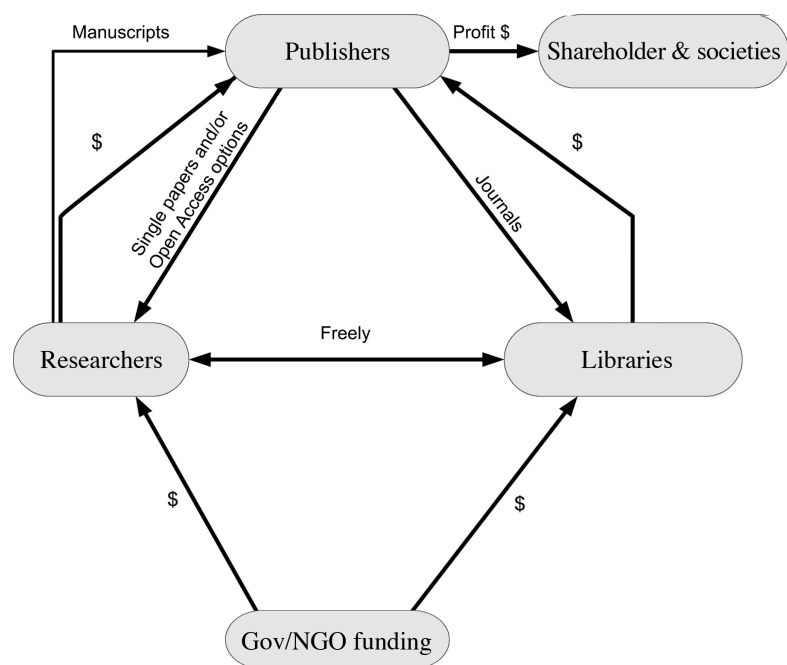 Manuscripts
Publishers
Profit $
Shareholder & societies
$
Single papers and/or
Open Access options
Journals
$
Researchers
Freely
Libraries
$
$
Gov/NGO funding